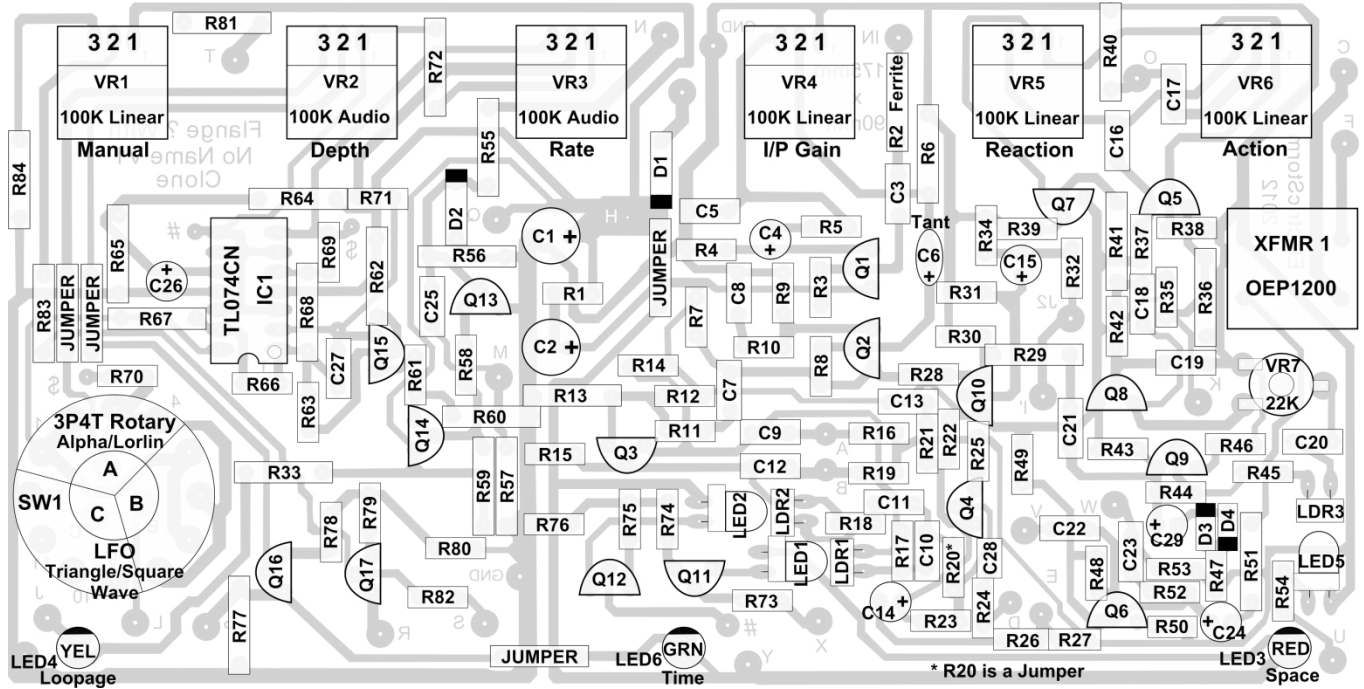 R81
N
GND
IN
R40
C
3 2 1
VR1
100K Linear
Manual
3 2 1
VR2
100K Audio
Depth
3 2 1
VR3
100K Audio
Rate
3 2 1
VR4
100K Linear
I/P Gain
3 2 1
VR5
100K Linear
Reaction
3 2 1
VR6
100K Linear
Action
T
R72
O
C17
R2 Ferrite
175mm
x
90mm
F
Flange ? With
No Name V1
Clone
R55
D1
R6
C16
R84
R64
R71
D2
Q
H
C5
C3
Q7
Q5
2012
R65
#
R69
$
R62
R56
C1 +
JUMPER
R4
C4
+
R5
Tant
C6
+
R34
R39
C15
+
R32
R41
R37
R38
XFMR 1
OEP1200
C26
+
TL074CN
IC1
R68
C25
Q13
R1
C8
R9
R3
Q1
R31
J2
C18
R35
R36
R83
JUMPER
JUMPER
R67
C27
Q15
R61
R58
M
C2 +
R7
R10
R14
R8
Q2
R30
R29
R42
C19
K
VR7
22K
$
R70
R66
R63
Q14
R60
R13
R12
R11
C7
R28
C13
Q10
I'
C21
Q8
3P4T Rotary
Alpha/Lorlin
4
A
B
C
SW1
LFO
Triangle/Square
Wave
R33
R59
R57
R15
Q3
C9
A
R16
R21
R22
R25
R49
R43
Q9
R46
C20
R45
C12
B
R19
R78
R79
R76
R75
R74
LED2
LDR2
C11
R18
Q4
W
V
R44
C29
+
D3
D4
LDR3
R80
LED1
LDR1
R17
C10
R20*
C28
C22
C23
R51
LED5
GND
Q16
Q17
Q12
Q11
E
R48
R53
R52
R47
R54
J
10
L
R77
R82
R
S
R73
C14 +
R23
R24
D
Q6
R50
+
C24
U
#
X
R26
R27
LED4
YEL
Loopage
JUMPER
LED6
GRN
Time
Y
* R20 is a Jumper
LED3
RED
Space